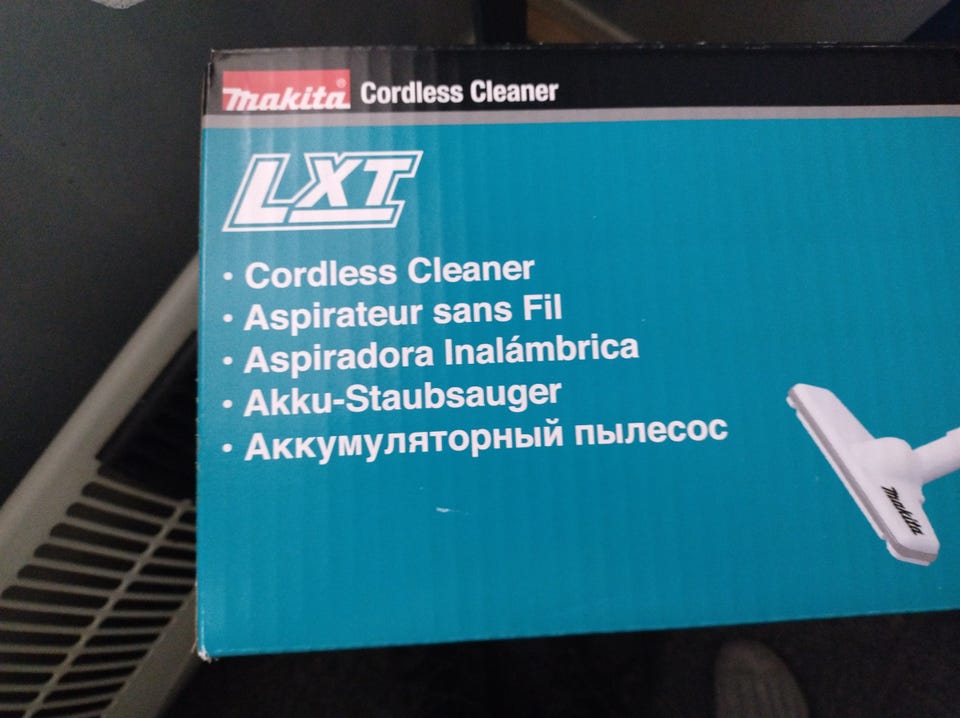 makita® Cordless Cleaner
LXT
• Cordless Cleaner
• Aspirateur sans Fil
• Aspiradora Inalámbrica
• Akku-Staubsauger
• Аккумуляторный пылесос
makita